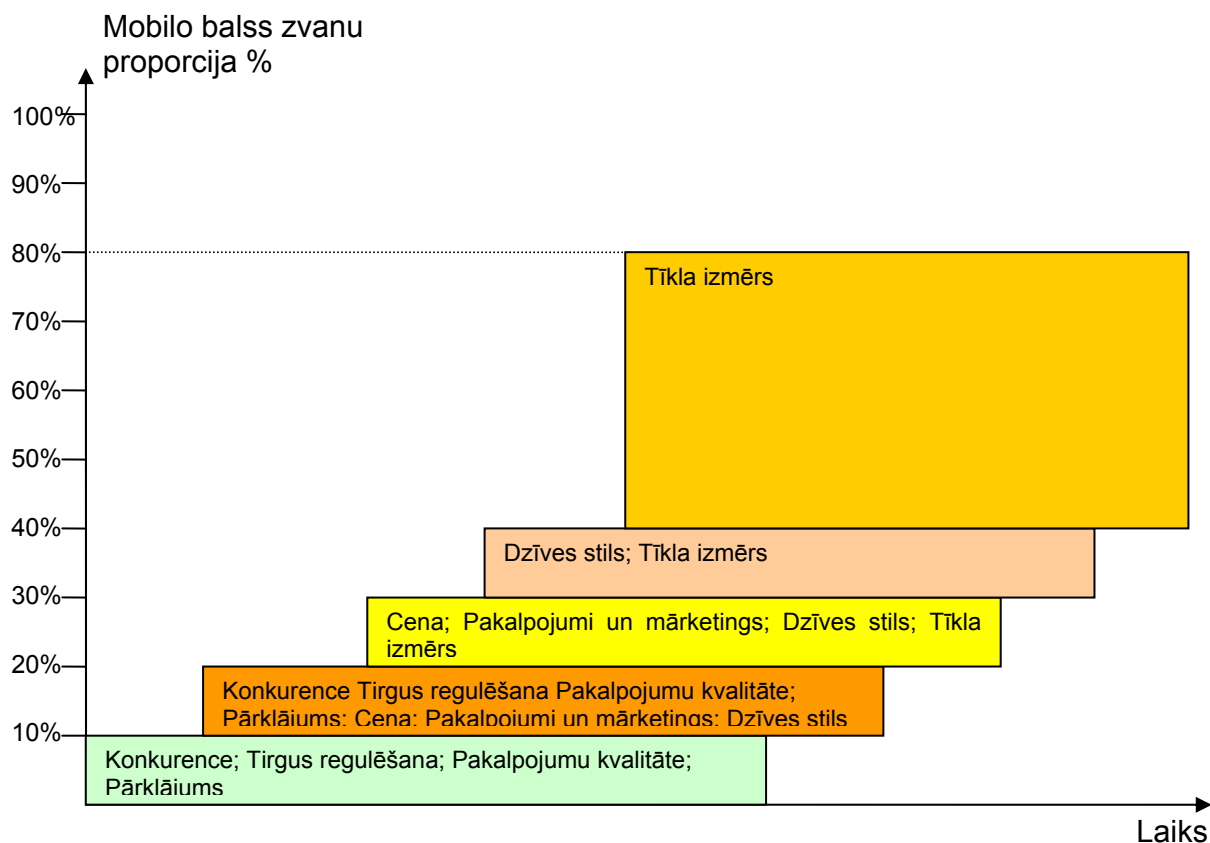 Mobilo balss zvanu
proporcija %
100%
90%
80%
Tīkla izmērs
70%
60%
50%
40%
Dzīves stils; Tīkla izmērs
30%
Cena; Pakalpojumi un mārketings; Dzīves stils; Tīkla
izmērs
20%
Konkurence Tirgus regulēšana Pakalpojumu kvalitāte;
Pārklājums; Cena; Pakalpojumi un mārketings; Dzīves stils
10%
Konkurence; Tirgus regulēšana; Pakalpojumu kvalitāte;
Pārklājums
Laiks